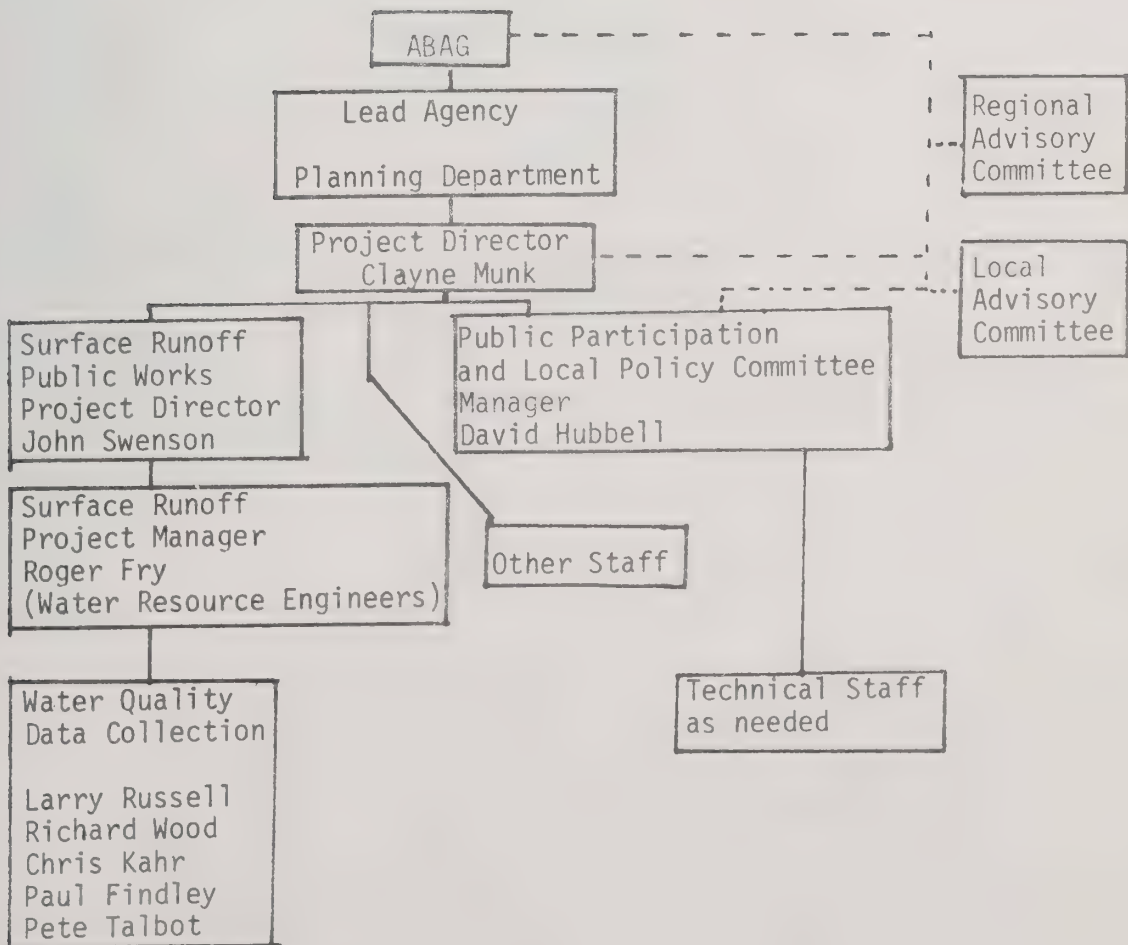 ABAG
Lead Agency
Planning Department
Regional
Advisory
Committee
Project Director
Clayne Munk
Local
Advisory
Committee
Surface Runoff
Public Works
Project Director
John Swenson
Public Participation
and Local Policy Committee
Manager
David Hubbell
Surface Runoff
Project Manager
Roger Fry
(Water Resource Engineers)
Other Staff
Water Quality
Data Collection
Larry Russell
Richard Wood
Chris Kahr
Paul Findley
Pete Talbot
Technical Staff
as needed